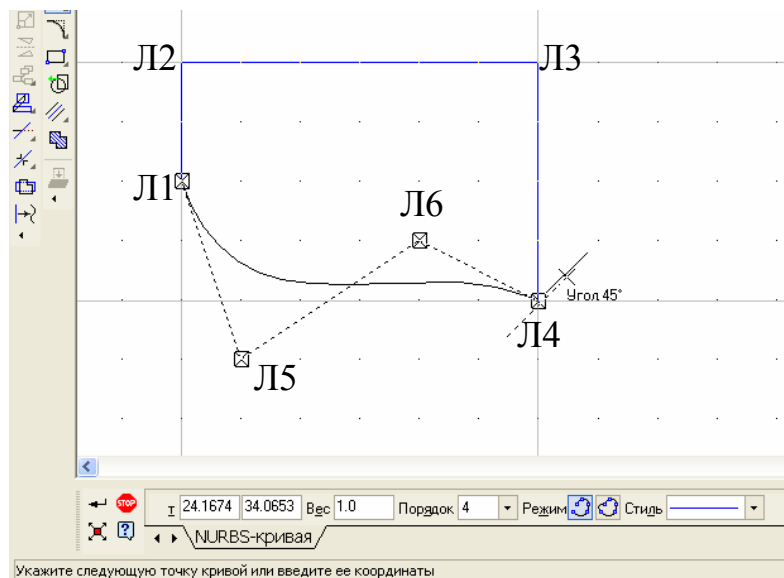 Л2 Л3
Л1
Л6
Угол 45°
Л4
Л5
STOP т 24.1674 34.0653 Вес 1.0 Порядок 4 Режим Стиль
? NURBS-кривая
Укажите следующую точку кривой или введите ее координаты